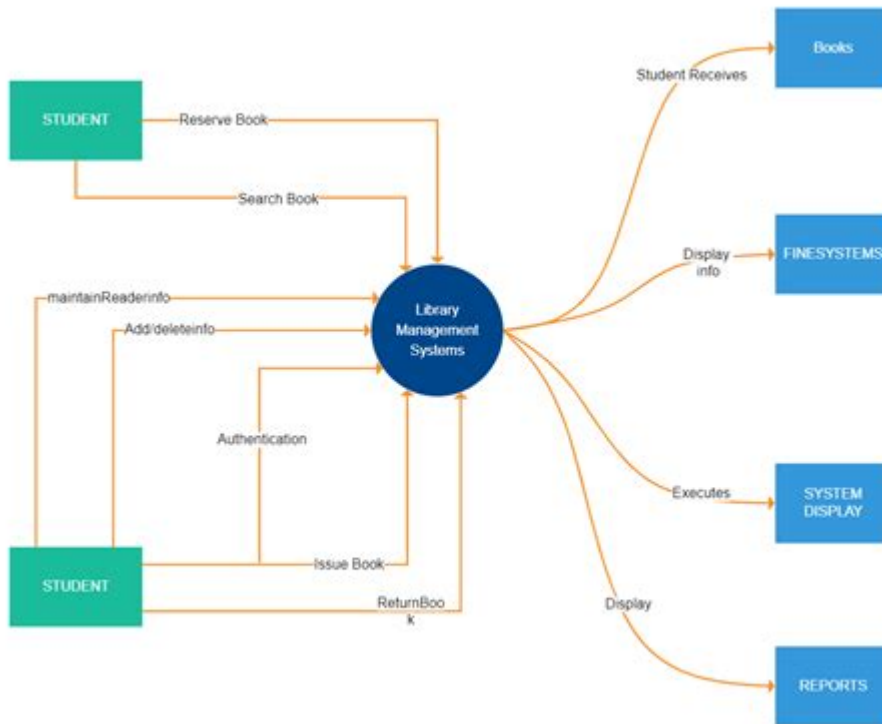 Books
Student Receives
STUDENT
Reserve Book
Search Book
Display
info
FINESYSTEMS
maintainReaderinfo
Add/deleteinfo
Library
Management
Systems
Authentication
Executes
SYSTEM
DISPLAY
STUDENT
Issue Book
ReturnBoo
k
Display
REPORTS